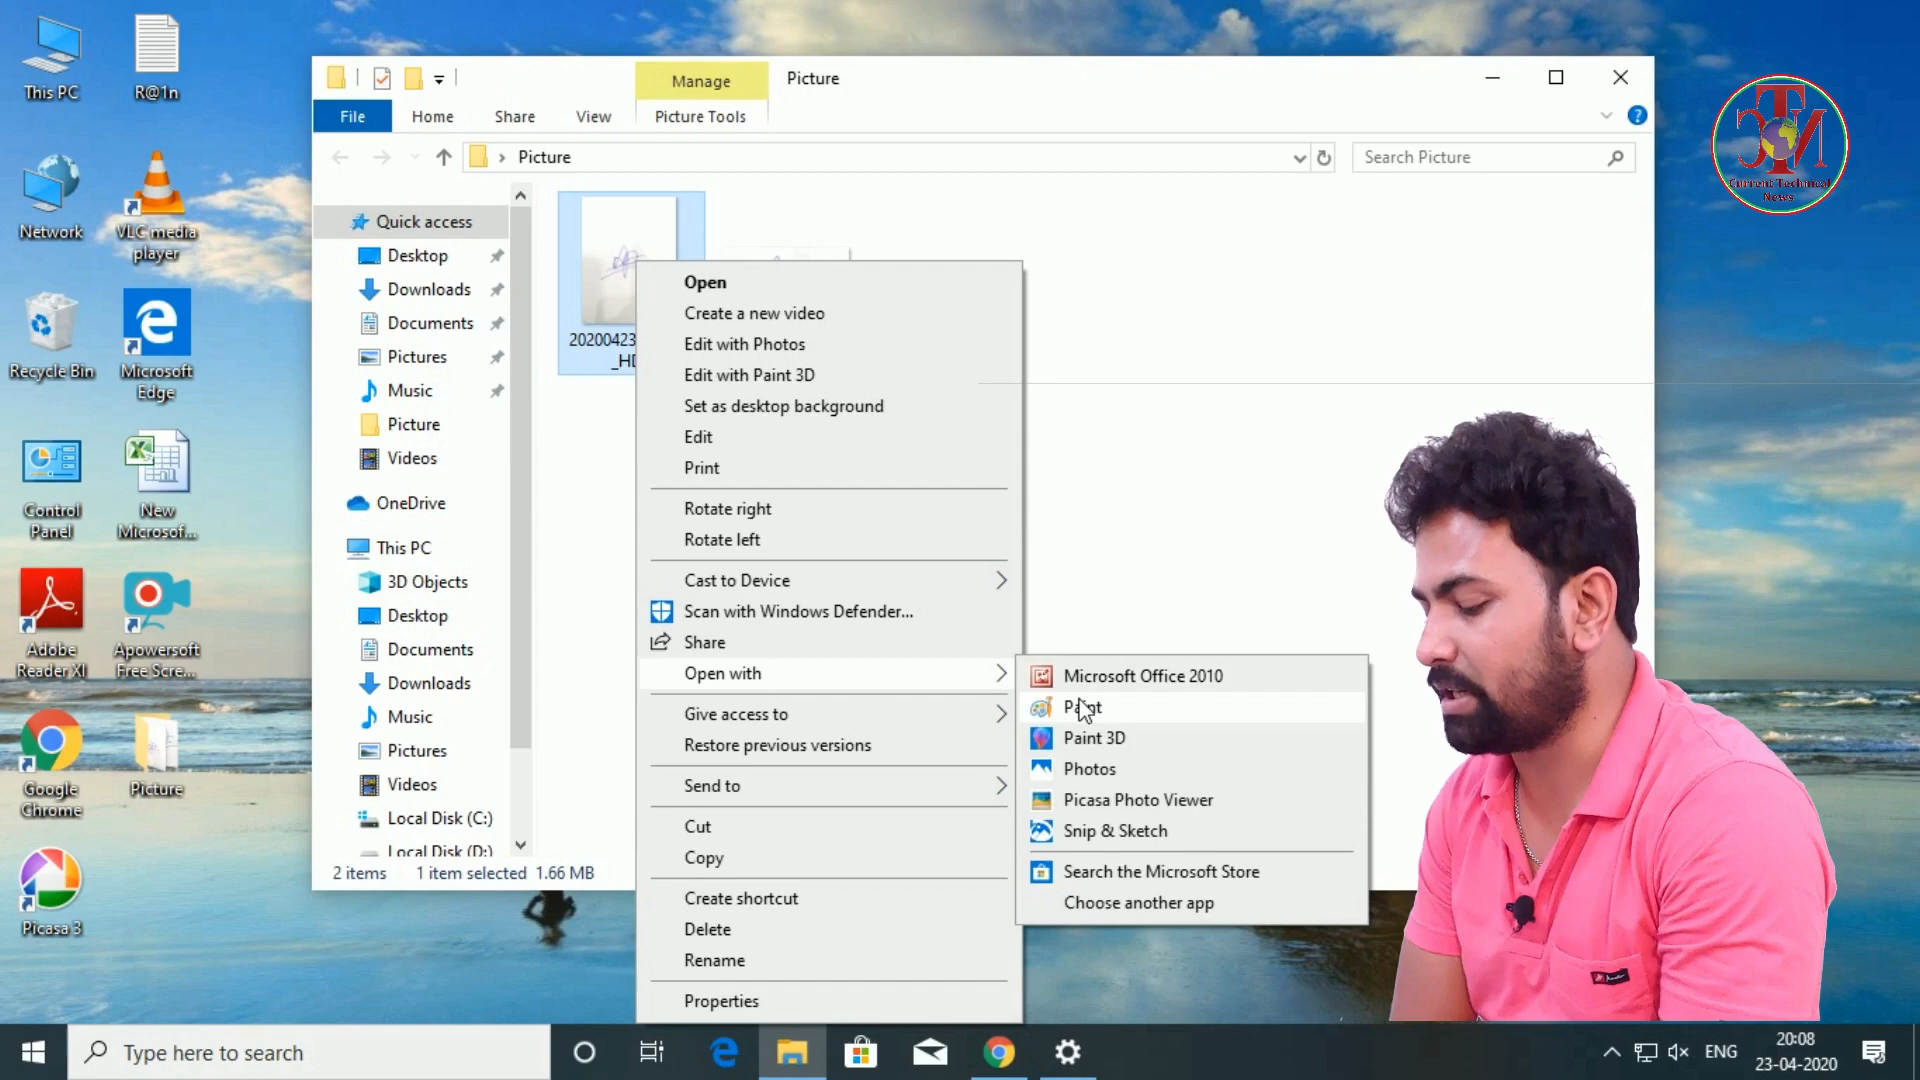 This PC
R@1n
Network
VLC media
player
Recycle Bin
Microsoft
Edge
Control
Panel
New
Microsof...
Adobe
Reader XI
Apowersoft
Free Scre...
Google
Chrome
Picture
Picasa 3
Manage
Picture
File
Home
Share
View
Picture Tools
Picture
Search Picture
Quick access
Desktop
Downloads
Documents
Pictures
Music
Picture
Videos
OneDrive
This PC
3D Objects
Desktop
Documents
Downloads
Music
Pictures
Videos
Local Disk (C:)
Local Disk (D:)
2 items
1 item selected 1.66 MB
20200423
_HD
Open
Create a new video
Edit with Photos
Edit with Paint 3D
Set as desktop background
Edit
Print
Rotate right
Rotate left
Cast to Device
Scan with Windows Defender...
Share
Open with
Give access to
Restore previous versions
Send to
Cut
Copy
Create shortcut
Delete
Rename
Properties
Microsoft Office 2010
Paint
Paint 3D
Photos
Picasa Photo Viewer
Snip & Sketch
Search the Microsoft Store
Choose another app
CTN
Current Technical
News
Type here to search
ENG
20:08
23-04-2020